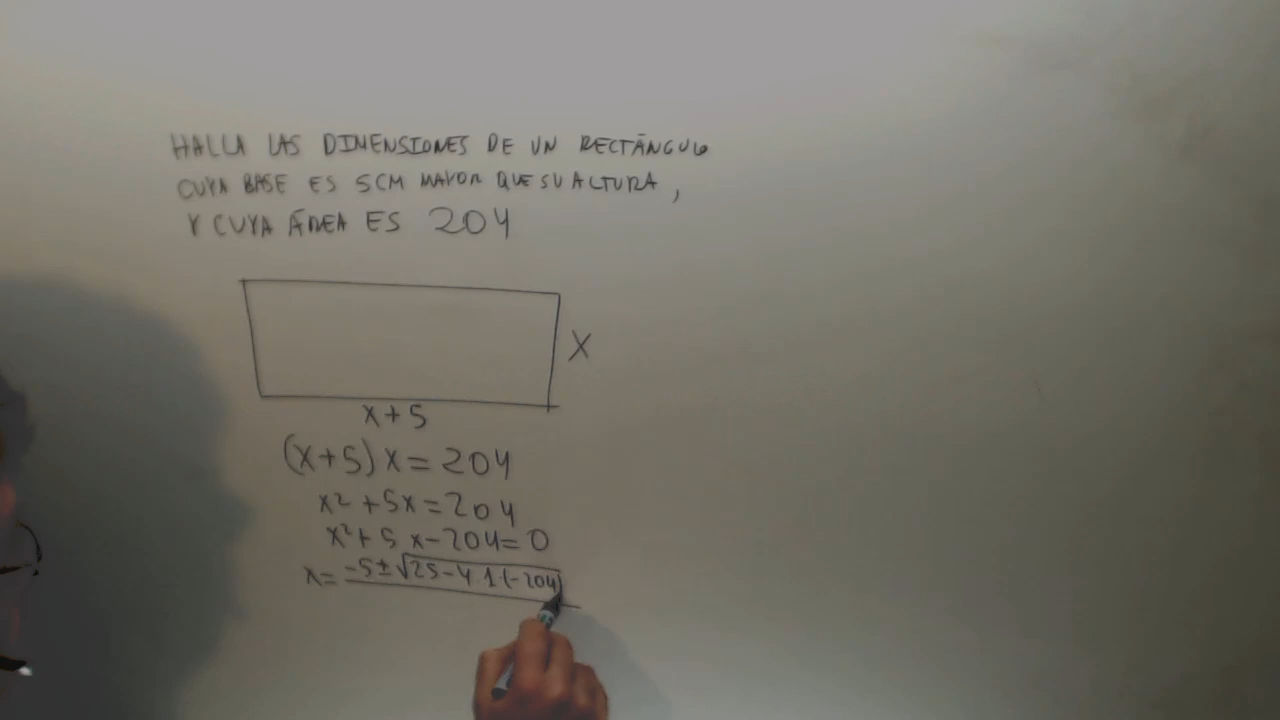 HALLA LAS DIMENSIONES DE UN RECTÁNGULO
CUYA BASE ES 5CM MAYOR QUE SU ALTURA,
Y CUYA ÁREA ES 204
X
X+5
(X+5)X=204
x²+5x=204
x²+5x-204=0
x=-5±√25-4·1·(-204)